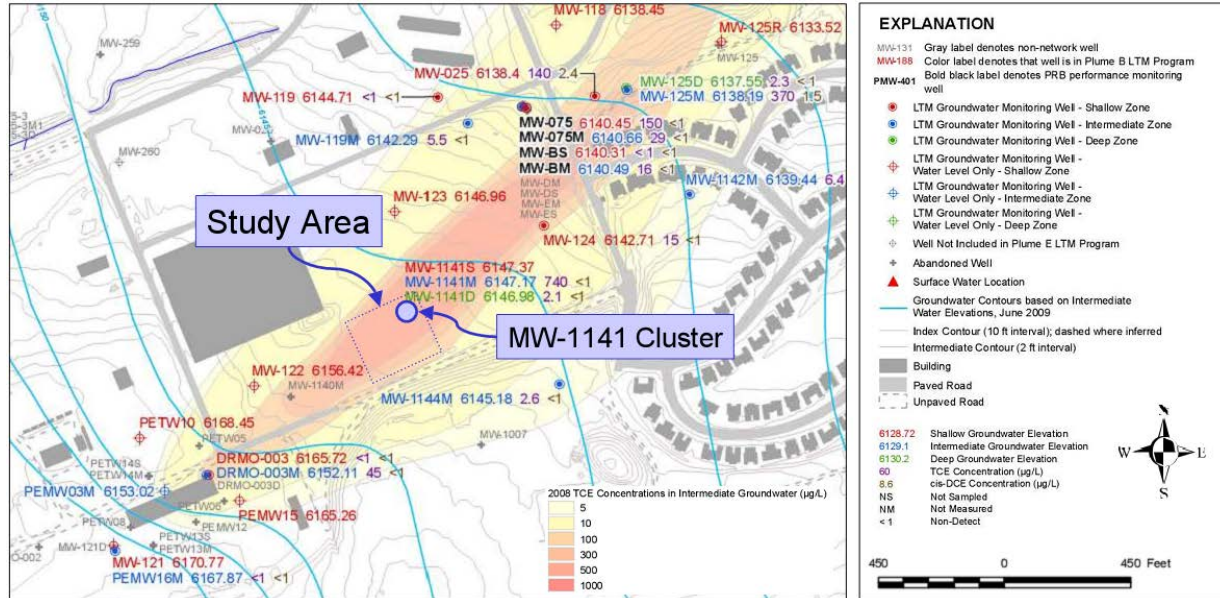 MW-118 6138.45
MW-125R 6133.52
MW-125
MW-259
MW-025 6138.4 140 2.4
MW-125D 6137.55 2.3 < 1
MW-125M 6138.19 370 1.5
MW-119 6144.71 <1 <1
MW-119M 6142.29 5.5 <1
MW-075 6140.45 150 <1
MW-075M 6140.66 29 <1
MW-BS 6140.31 < 1 <1
MW-BM 6140.49 16 <1
MW-DM
MW-DS
MW-EM
MW-ES
MW-260
MW-1142M 6139.44 6.4
MW-123 6146.96
Study Area
MW-124 6142.71 15 <1
MW-1141S 6147.37
MW-1141M 6147.17 740 <1
MW-1141D 6146.98 2.1 <1
MW-1141 Cluster
MW-122 6156.42
MW-1140M
MW-1144M 6145.18 2.6 <1
PETW10 6168.45
PETW05
MW-1007
PETW14S
PETW14M
DRMO-003 6165.72 <1 <1
DRMO-003M 6152.11 45 <1
DRMO-003D
PEMW03M 6153.02
PETW06
PEMW15 6165.26
PETW08
PEMW12
MW-121D
PETW13S
PETW13M
MW-121 6170.77
PEMW16M 6167.87 <1 <1
2008 TCE Concentrations in Intermediate Groundwater (µg/L)
5
10
100
300
500
1000
EXPLANATION
MW-131 Gray label denotes non-network well
MW-188 Color label denotes that well is in Plume B LTM Program
PMW-401 Bold black label denotes PRB performance monitoring
well
LTM Groundwater Monitoring Well - Shallow Zone
LTM Groundwater Monitoring Well - Intermediate Zone
LTM Groundwater Monitoring Well - Deep Zone
LTM Groundwater Monitoring Well -
Water Level Only - Shallow Zone
LTM Groundwater Monitoring Well -
Water Level Only - Intermediate Zone
LTM Groundwater Monitoring Well -
Water Level Only - Deep Zone
Well Not Included in Plume E LTM Program
Abandoned Well
Surface Water Location
Groundwater Contours based on Intermediate
Water Elevations, June 2009
Index Contour (10 ft interval); dashed where inferred
Intermediate Contour (2 ft interval)
Building
Paved Road
Unpaved Road
6128.72 Shallow Groundwater Elevation
6129.1 Intermediate Groundwater Elevation
6130.2 Deep Groundwater Elevation
60 TCE Concentration (µg/L)
8.6 cis-DCE Concentration (µg/L)
NS Not Sampled
NM Not Measured
< 1 Non-Detect
N
W E
S
450 0 450 Feet